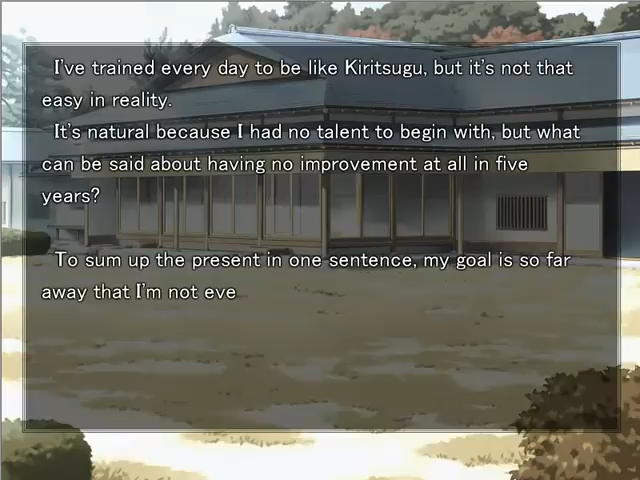 I've trained every day to be like Kiritsugu, but it's not that
easy in reality.
It's natural because I had no talent to begin with, but what
can be said about having no improvement at all in five
years?
To sum up the present in one sentence, my goal is so far
away that I'm not eve